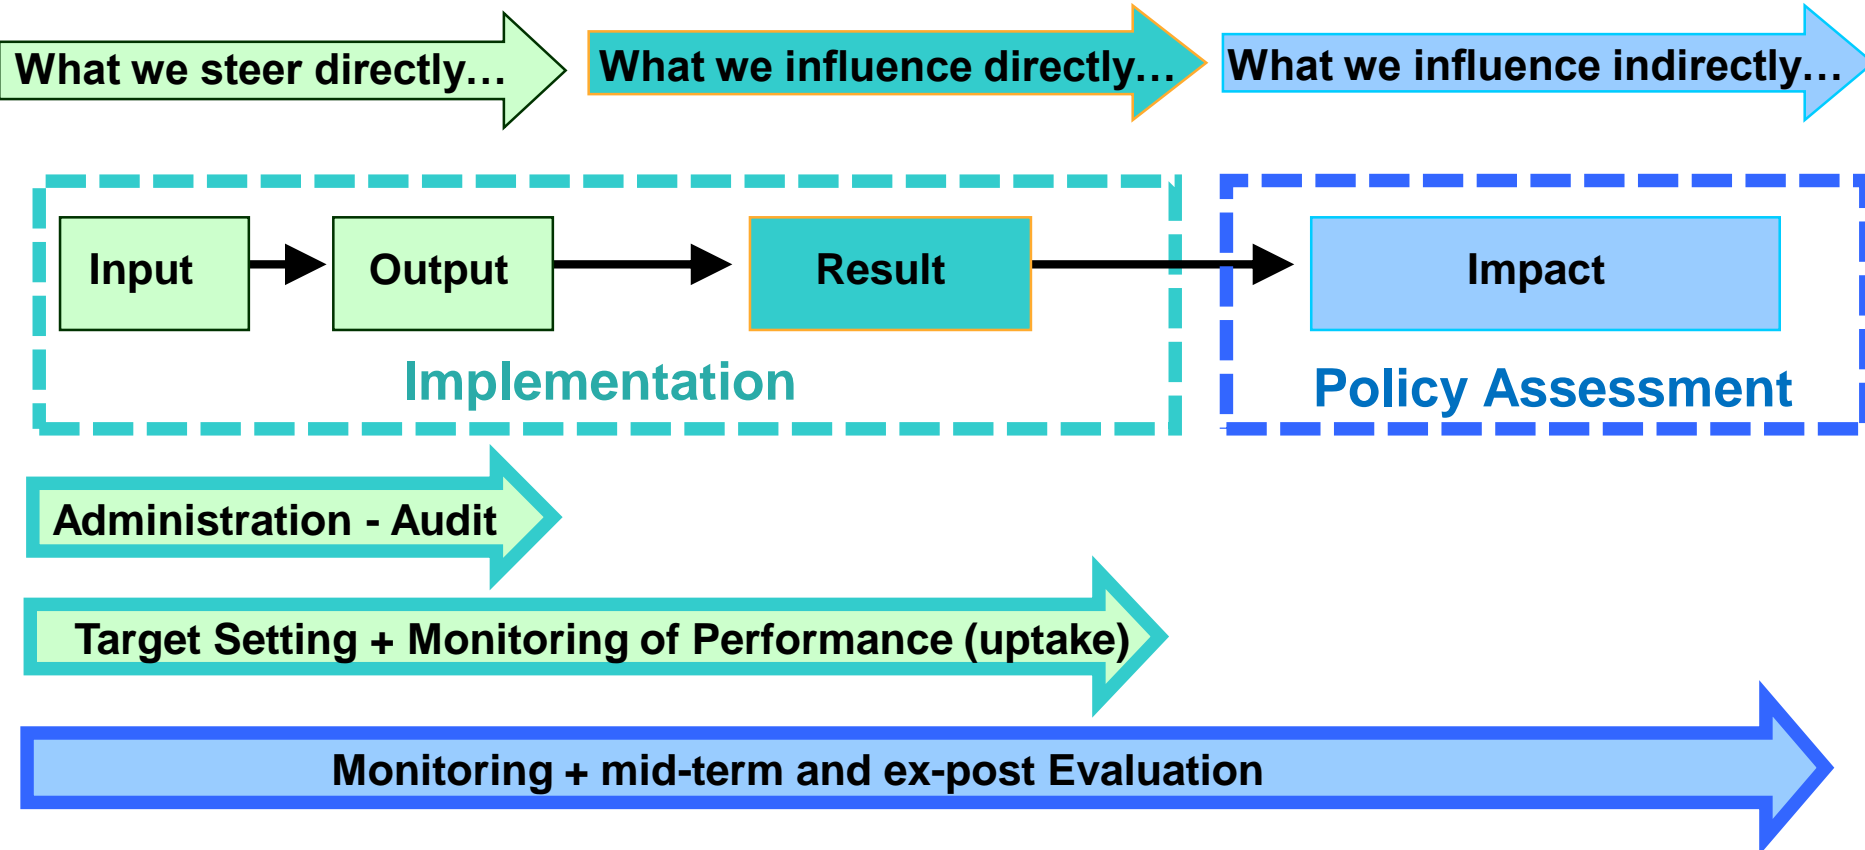 What we steer directly…
What we influence directly…
What we influence indirectly…
Input
Output
Result
Impact
Implementation
Policy Assessment
Administration - Audit
Target Setting + Monitoring of Performance (uptake)
Monitoring + mid-term and ex-post Evaluation